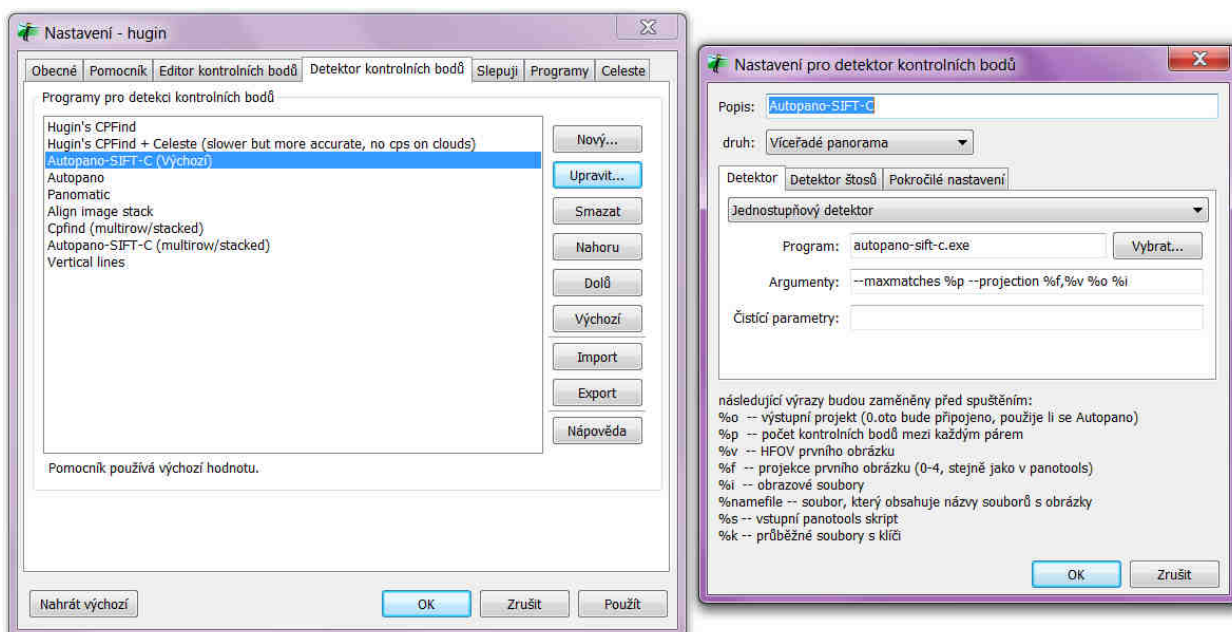 Nastavení - hugin
Obecné Pomocník Editor kontrolních bodů Detektor kontrolních bodů Slepuji Programy Celeste
Programy pro detekci kontrolních bodů
Hugin's CPFind
Hugin's CPFind + Celeste (slower but more accurate, no cps on clouds)
Autopano-SIFT-C (Výchozí)
Autopano
Panomatic
Align image stack
Cpfind (multirow/stacked)
Autopano-SIFT-C (multirow/stacked)
Vertical lines
Nový...
Upravit...
Smazat
Nahoru
Dolů
Výchozí
Import
Export
Nápověda
Pomocník používá výchozí hodnotu.
Nahrát výchozí OK Zrušit Použít
Nastavení pro detektor kontrolních bodů
Popis: Autopano-SIFT-C
druh: Víceřadé panorama
Detektor Detektor štosů Pokročilé nastavení
Jednostupňový detektor
Program: autopano-sift-c.exe Vybrat...
Argumenty: --maxmatches %p --projection %f,%v %o %i
Čistící parametry:
následující výrazy budou zaměněny před spuštěním:
%o -- výstupní projekt (0.oto bude připojeno, použije li se Autopano)
%p -- počet kontrolních bodů mezi každým párem
%v -- HFOV prvního obrázku
%f -- projekce prvního obrázku (0-4, stejně jako v panotools)
%i -- obrazové soubory
%namefile -- soubor, který obsahuje názvy souborů s obrázky
%s -- vstupní panotools skript
%k -- průběžné soubory s klíči
OK Zrušit